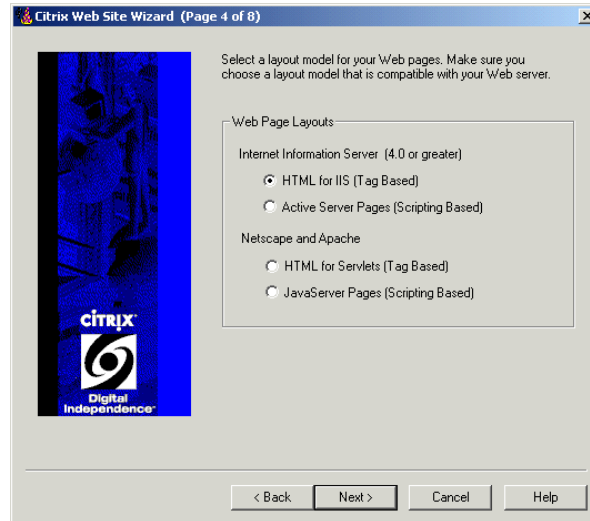 Citrix Web Site Wizard (Page 4 of 8)
Select a layout model for your Web pages. Make sure you
choose a layout model that is compatible with your Web server.
Web Page Layouts
Internet Information Server (4.0 or greater)
HTML for IIS (Tag Based)
Active Server Pages (Scripting Based)
Netscape and Apache
HTML for Servlets (Tag Based)
JavaServer Pages (Scripting Based)
CİTRIX
Digital
Independence
< Back
Next >
Cancel
Help